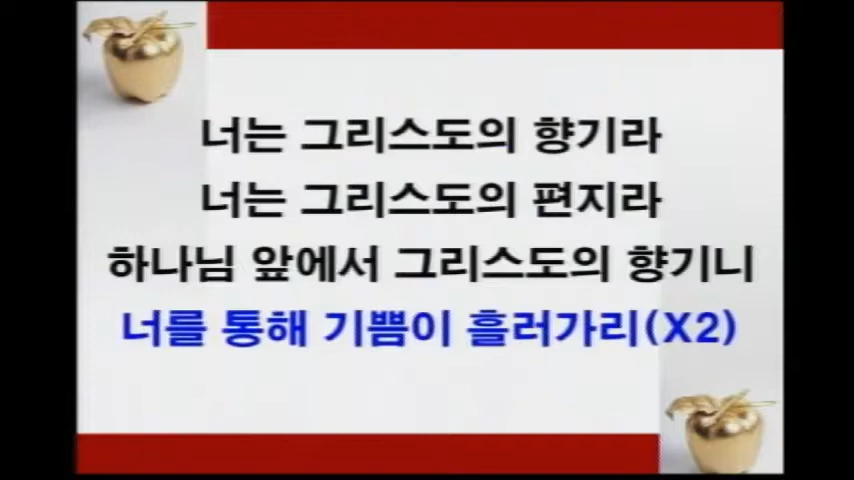 너는 그리스도의 향기라
너는 그리스도의 편지라
하나님 앞에서 그리스도의 향기니
너를 통해 기쁨이 흘러가리(X2)